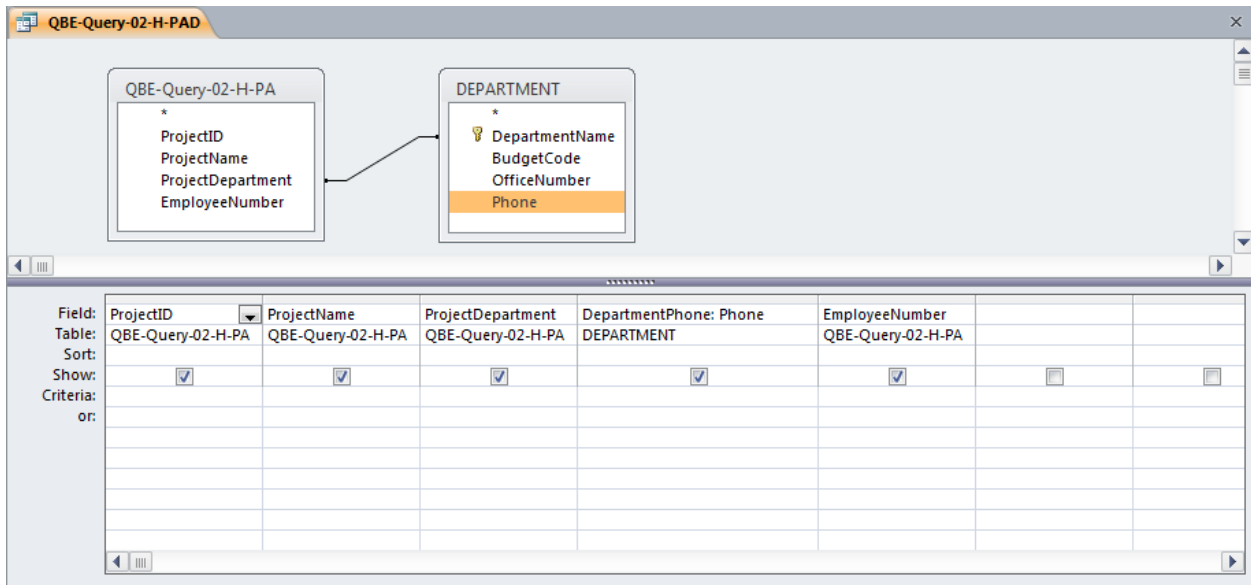 QBE-Query-02-H-PAD
QBE-Query-02-H-PA
*
ProjectID
ProjectName
ProjectDepartment
EmployeeNumber
DEPARTMENT
*
DepartmentName
BudgetCode
OfficeNumber
Phone
Field: ProjectID ProjectName ProjectDepartment DepartmentPhone: Phone EmployeeNumber
Table: QBE-Query-02-H-PA QBE-Query-02-H-PA QBE-Query-02-H-PA DEPARTMENT QBE-Query-02-H-PA
Sort:
Show:
Criteria:
or: